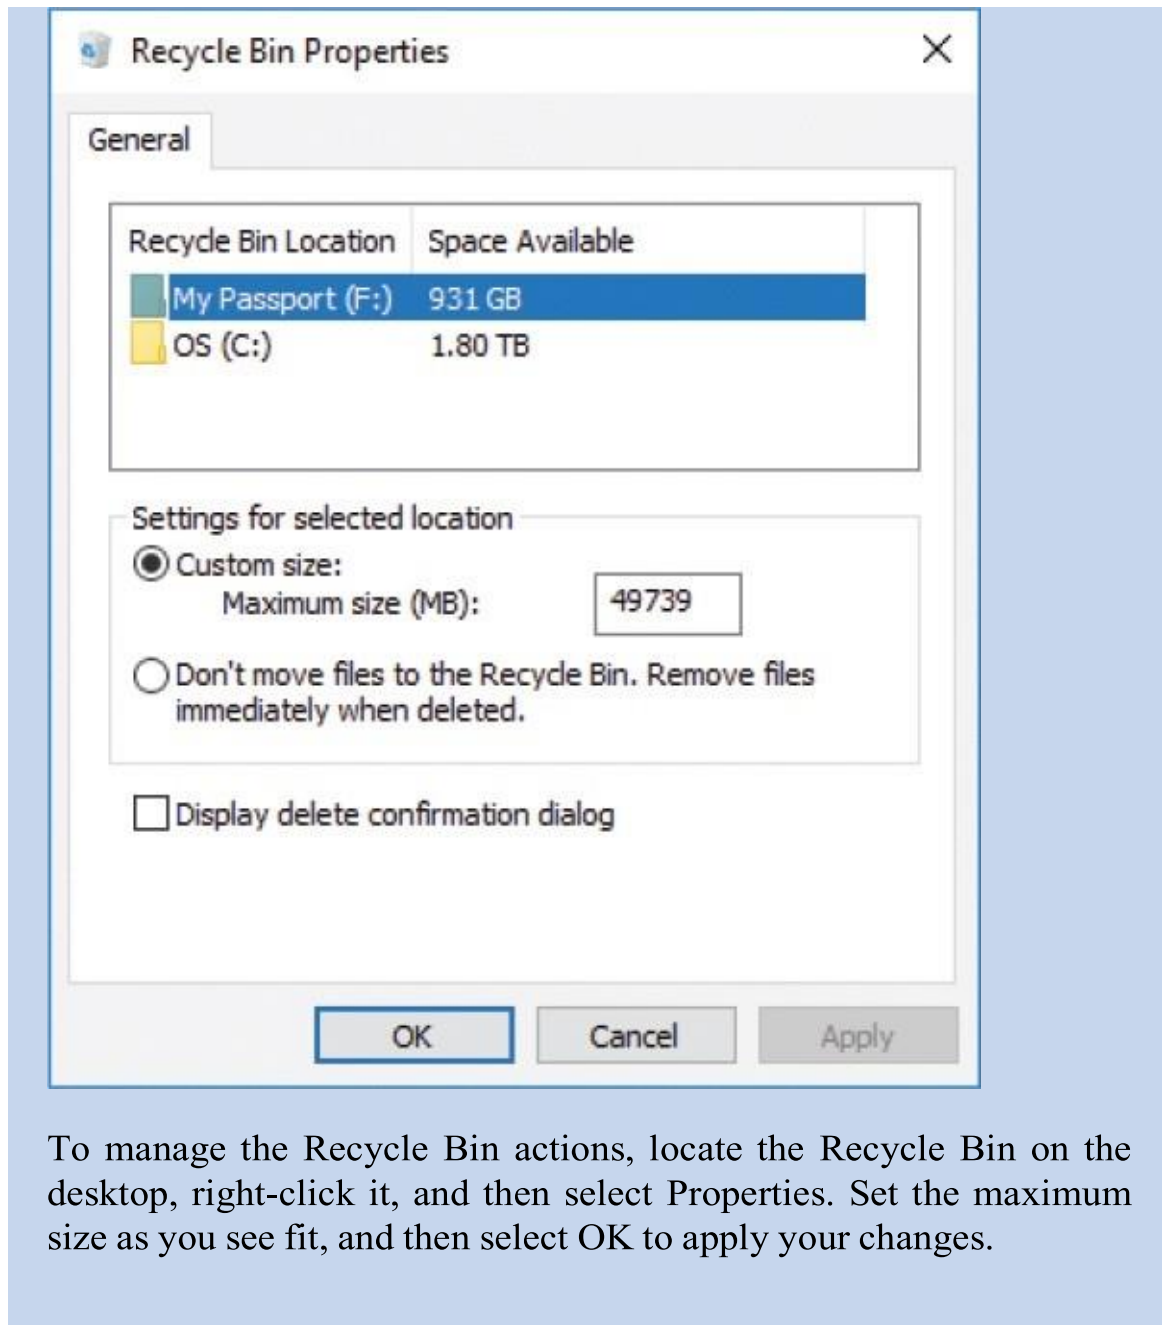 Recycle Bin Properties
General
Recycle Bin Location Space Available
My Passport (F:) 931 GB
OS (C:) 1.80 TB
Settings for selected location
Custom size:
Maximum size (MB): 49739
Don't move files to the Recycle Bin. Remove files
immediately when deleted.
Display delete confirmation dialog
OK Cancel Apply
To manage the Recycle Bin actions, locate the Recycle Bin on the
desktop, right-click it, and then select Properties. Set the maximum
size as you see fit, and then select OK to apply your changes.